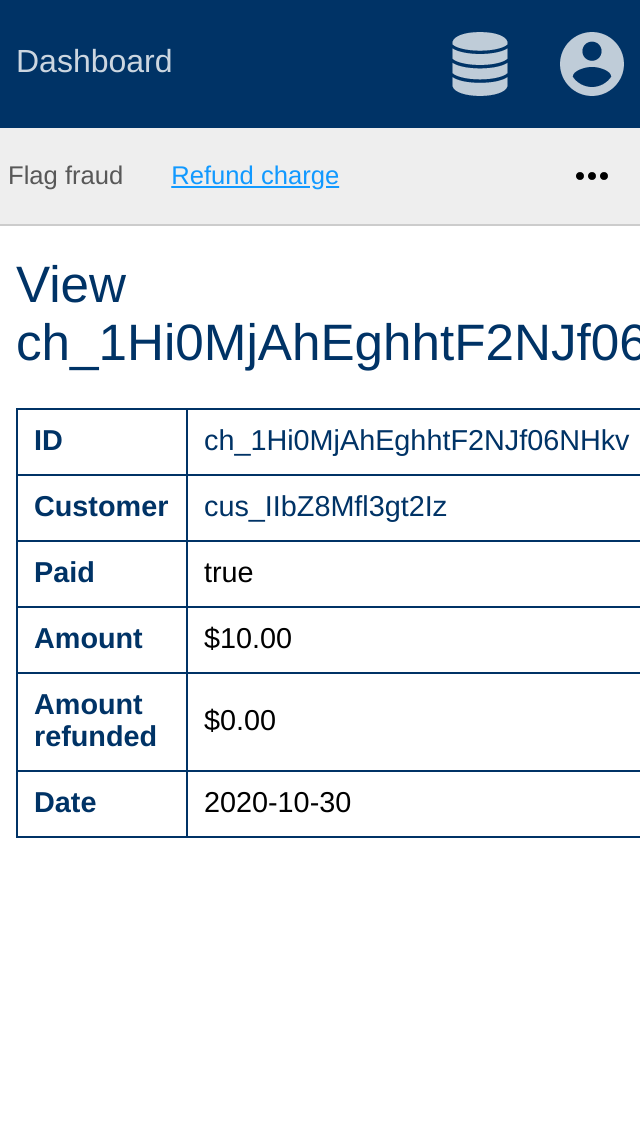 Dashboard
Flag fraud Refund charge
View
ch_1Hi0MjAhEghhtF2NJf06
ID ch_1Hi0MjAhEghhtF2NJf06NHkv
Customer cus_IIbZ8Mfl3gt2Iz
Paid true
Amount $10.00
Amount
refunded $0.00
Date 2020-10-30